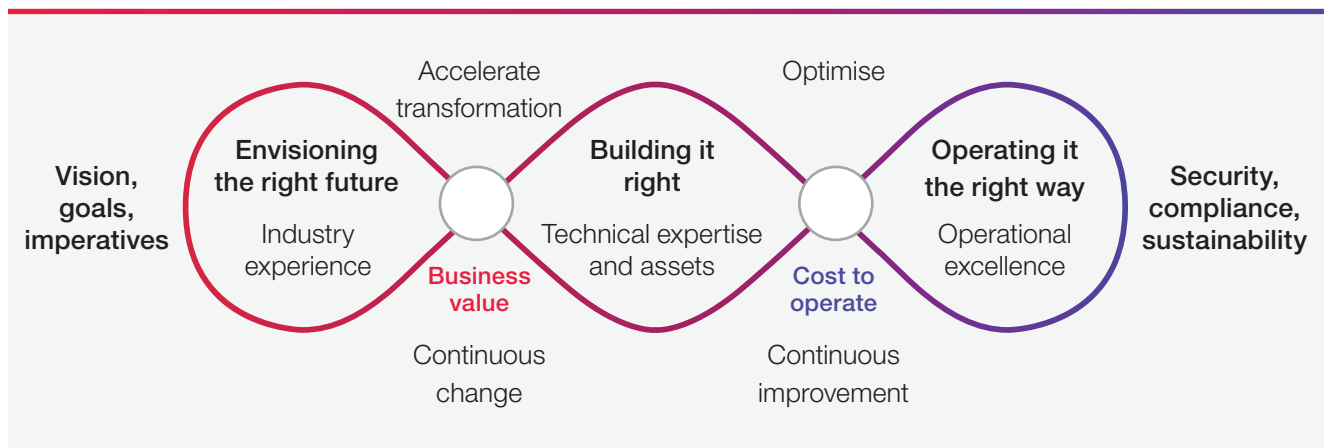 Vision,
goals,
imperatives
Envisioning
the right future
Industry
experience
Accelerate
transformation
Business
value
Continuous
change
Building it
right
Technical expertise
and assets
Optimise
Cost to
operate
Continuous
improvement
Operating it
the right way
Operational
excellence
Security,
compliance,
sustainability